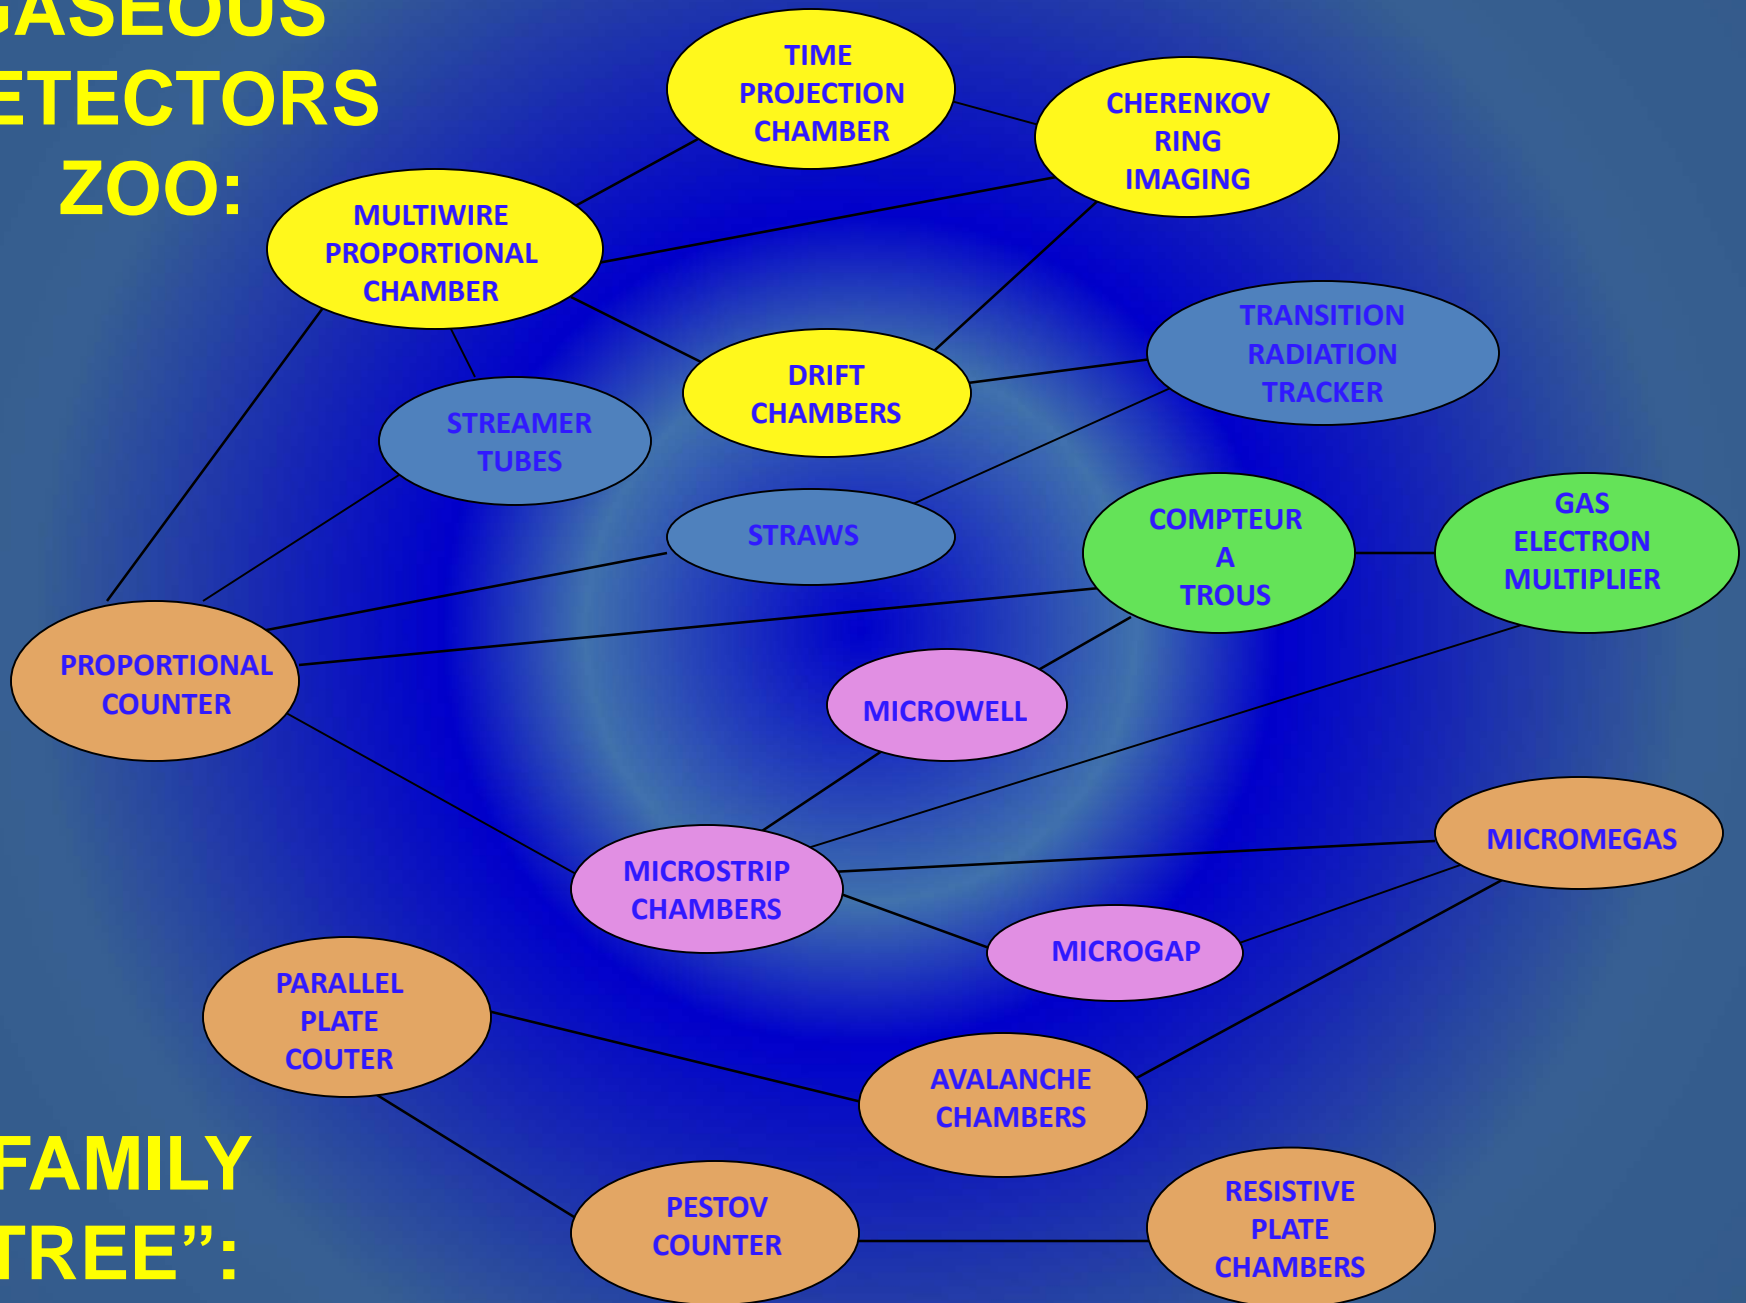 GASEOUS
ETECTORS
ZOO:
TIME
PROJECTION
CHAMBER
CHERENKOV
RING
IMAGING
MULTIWIRE
PROPORTIONAL
CHAMBER
TRANSITION
RADIATION
TRACKER
DRIFT
CHAMBERS
STREAMER
TUBES
STRAWS
COMPTEUR
A
TROUS
GAS
ELECTRON
MULTIPLIER
PROPORTIONAL
COUNTER
MICROWELL
MICROMEGAS
MICROSTRIP
CHAMBERS
MICROGAP
PARALLEL
PLATE
COUTER
AVALANCHE
CHAMBERS
FAMILY
TREE”:
PESTOV
COUNTER
RESISTIVE
PLATE
CHAMBERS